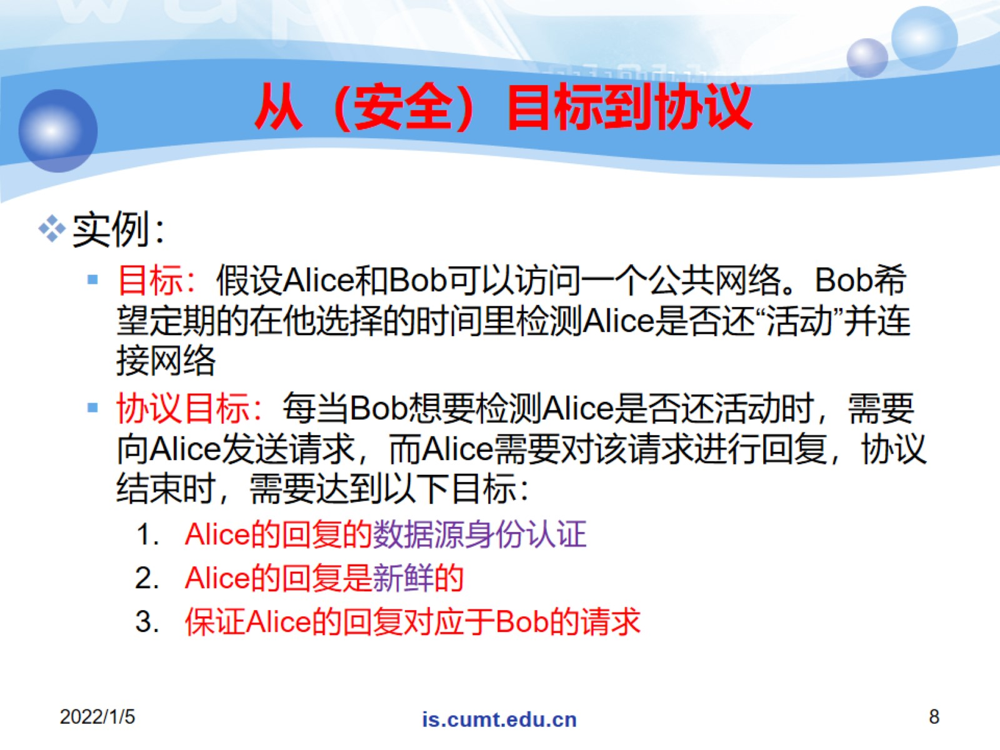 从（安全）目标到协议
实例：
目标：假设Alice和Bob可以访问一个公共网络。Bob希
望定期的在他选择的时间里检测Alice是否还“活动”并连
接网络
协议目标：每当Bob想要检测Alice是否还活动时，需要
向Alice发送请求，而Alice需要对该请求进行回复，协议
结束时，需要达到以下目标：
1. Alice的回复的数据源身份认证
2. Alice的回复是新鲜的
3. 保证Alice的回复对应于Bob的请求
2022/1/5
is.cumt.edu.cn
8